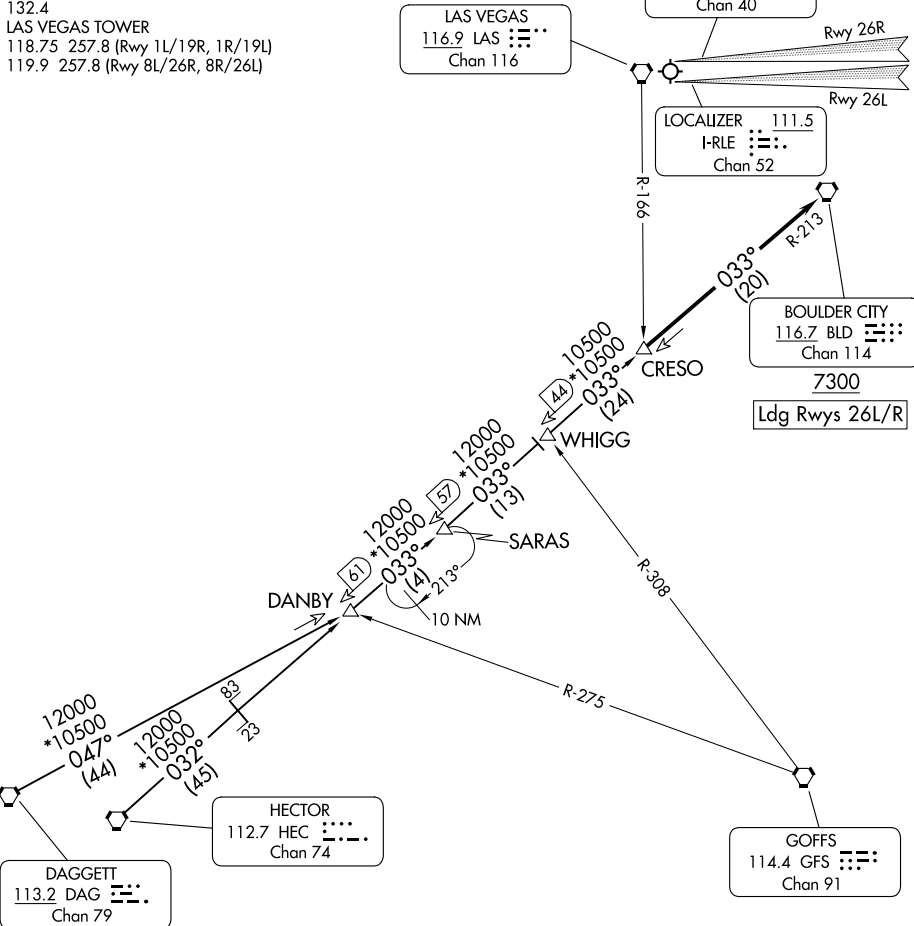 132.4
LAS VEGAS TOWER
118.75 257.8 (Rwy 1L/19R, 1R/19L)
119.9 257.8 (Rwy 8L/26R, 8R/26L)
LAS VEGAS
116.9 LAS
Chan 116
Chan 40
Rwy 26R
Rwy 26L
LOCALIZER 111.5
I-RLE
Chan 52
R-166
R-213
033°
(20)
BOULDER CITY
116.7 BLD
Chan 114
7300
Ldg Rwys 26L/R
CRESO
10500
*10500
033°
(24)
44
WHIGG
12000
*10500
033°
(13)
57
SARAS
12000
*10500
033°
(4)
61
213°
10 NM
DANBY
R-308
R-275
83
23
12000
*10500
047°
(44)
12000
*10500
032°
(45)
HECTOR
112.7 HEC
Chan 74
DAGGETT
113.2 DAG
Chan 79
GOFFS
114.4 GFS
Chan 91